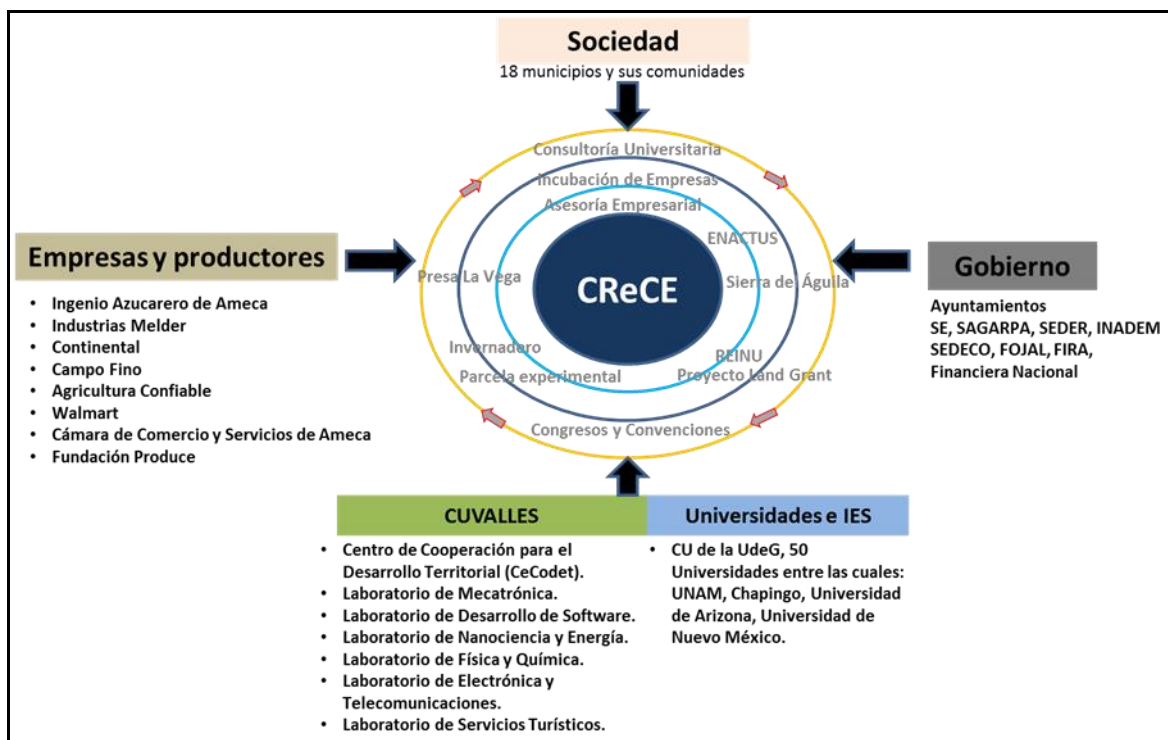 Sociedad
18 municipios y sus comunidades
Consultoría Universitaria
Incubación de Empresas
Asesoría Empresarial
ENACTUS
Presa La Vega
CReCE
Sierra del Águila
Invernadero
BEINU
Parcela experimental
Proyecto Land Grant
Congresos y Convenciones
Empresas y productores
• Ingenio Azucarero de Ameca
• Industrias Melder
• Continental
• Campo Fino
• Agricultura Confiable
• Walmart
• Cámara de Comercio y Servicios de Ameca
• Fundación Produce
Gobierno
Ayuntamientos
SE, SAGARPA, SEDER, INADEM
SEDECO, FOJAL, FIRA,
Financiera Nacional
CUVALLES
• Centro de Cooperación para el
Desarrollo Territorial (CeCodet).
• Laboratorio de Mecatrónica.
• Laboratorio de Desarrollo de Software.
• Laboratorio de Nanociencia y Energía.
• Laboratorio de Física y Química.
• Laboratorio de Electrónica y
Telecomunicaciones.
• Laboratorio de Servicios Turísticos.
Universidades e IES
• CU de la UdeG, 50
Universidades entre las cuales:
UNAM, Chapingo, Universidad
de Arizona, Universidad de
Nuevo México.